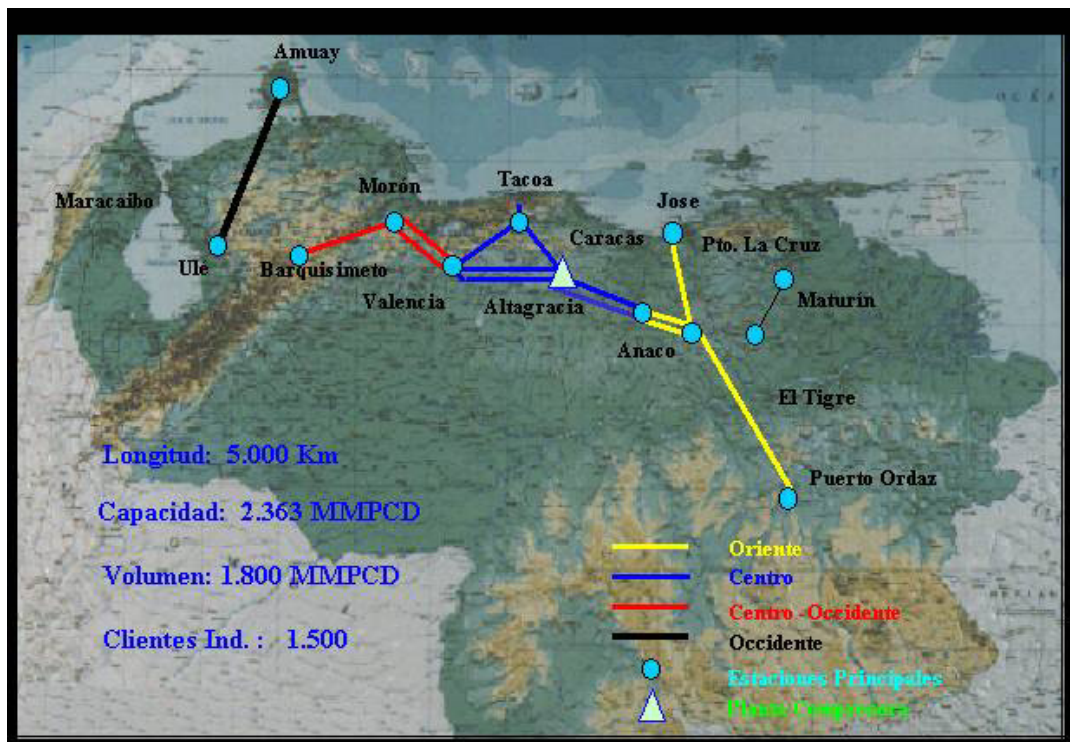 Amuay
Tacoa
Morón
Maracaibo
Jose
Caracas
Pto. La Cruz
Ule
Barquisimeto
Valencia
Altagracia
Maturín
Anaco
El Tigre
Longitud: 5.000 Km
Puerto Ordaz
Capacidad: 2.363 MMPCD
Oriente
Volumen: 1.800 MMPCD
Centro
Centro -Occidente
Clientes Ind. : 1.500
Occidente
Estaciones Principales
Planta Compresora